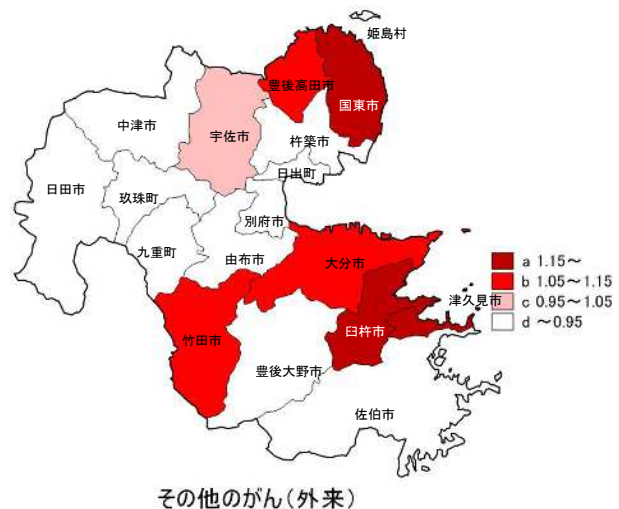 姫島村
豊後高田市
国東市
中津市
宇佐市
杵築市
日出町
日田市
玖珠町
別府市
九重町
由布市
大分市
a 1.15～
b 1.05～1.15
津久見市
c 0.95～1.05
d ～0.95
臼杵市
竹田市
豊後大野市
佐伯市
その他のがん(外来)